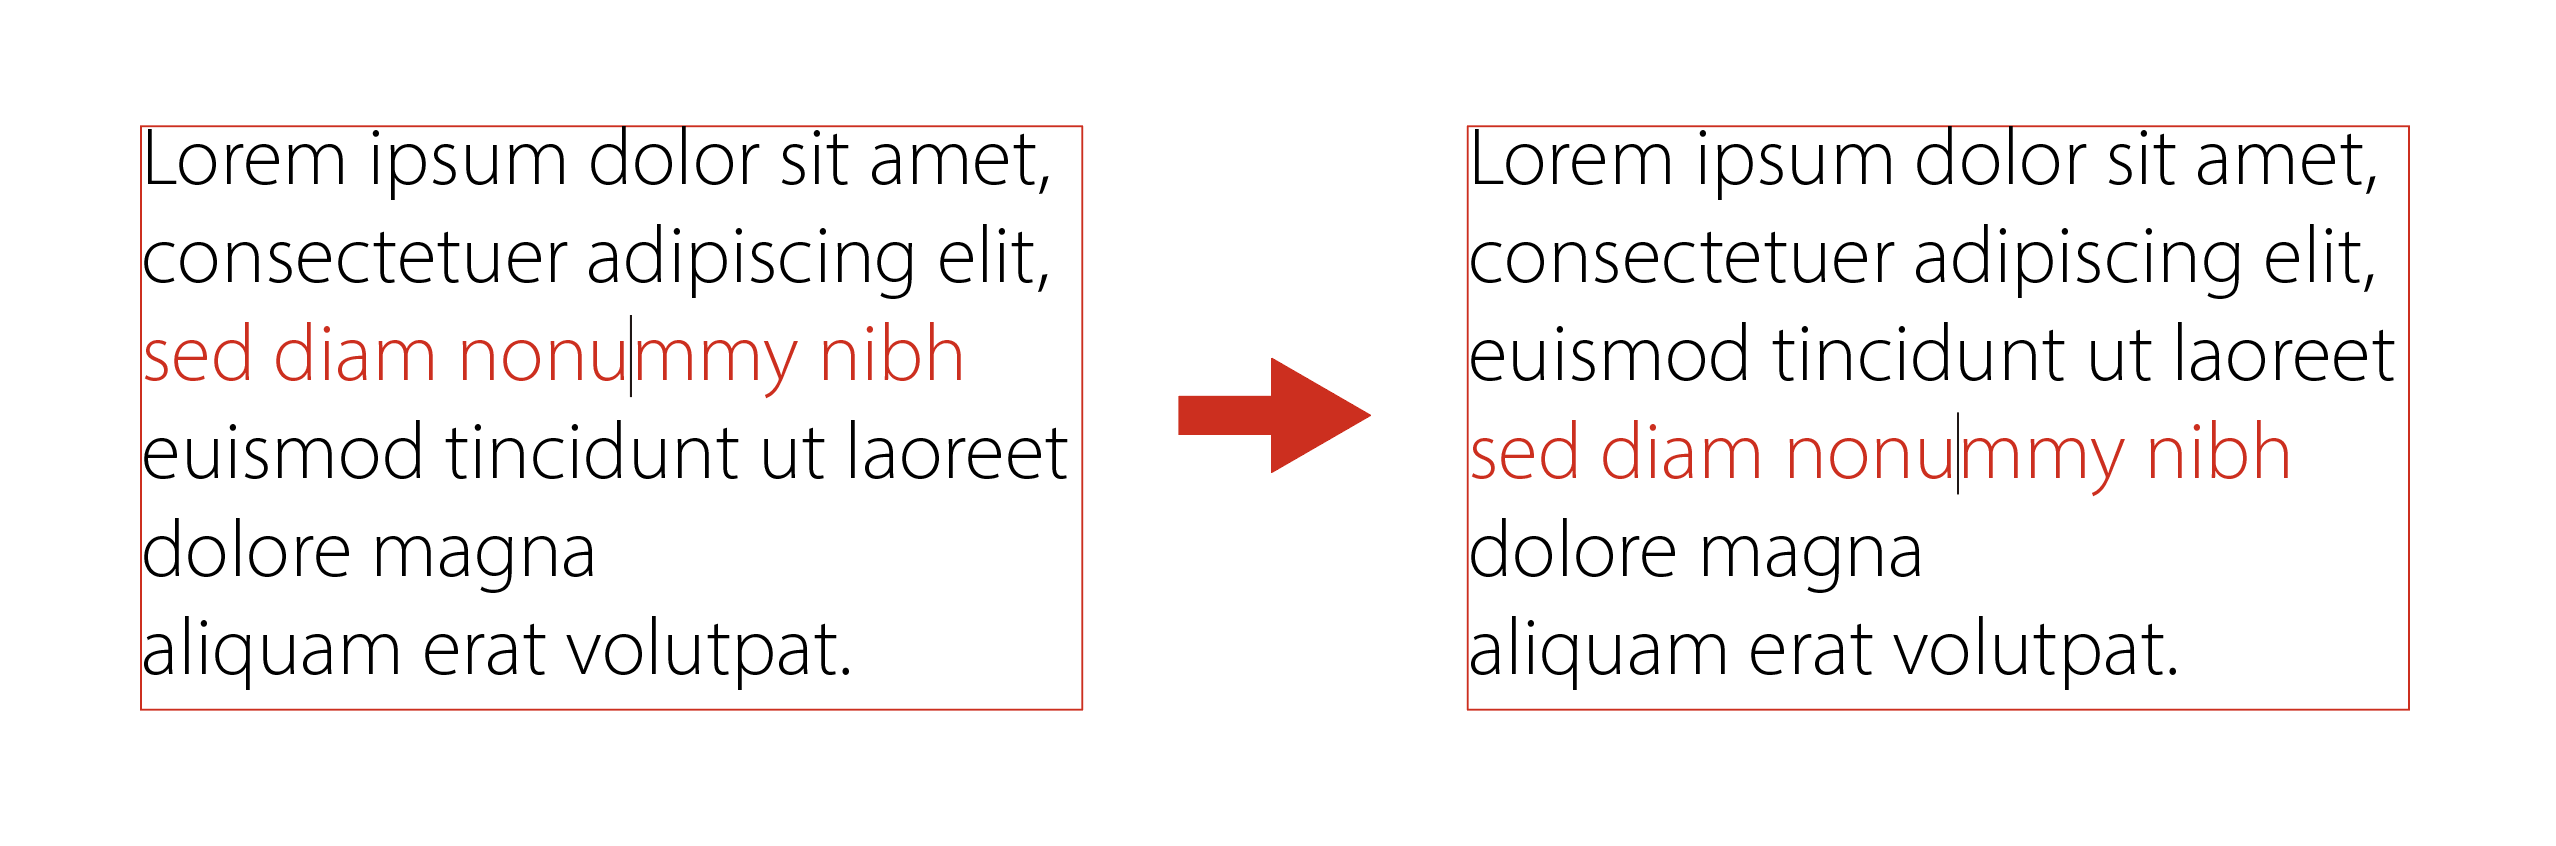 Lorem ipsum dolor sit amet,
consectetuer adipiscing elit,
sed diam nonummy nibh
euismod tincidunt ut laoreet
dolore magna
aliquam erat volutpat.
Lorem ipsum dolor sit amet,
consectetuer adipiscing elit,
euismod tincidunt ut laoreet
sed diam nonummy nibh
dolore magna
aliquam erat volutpat.